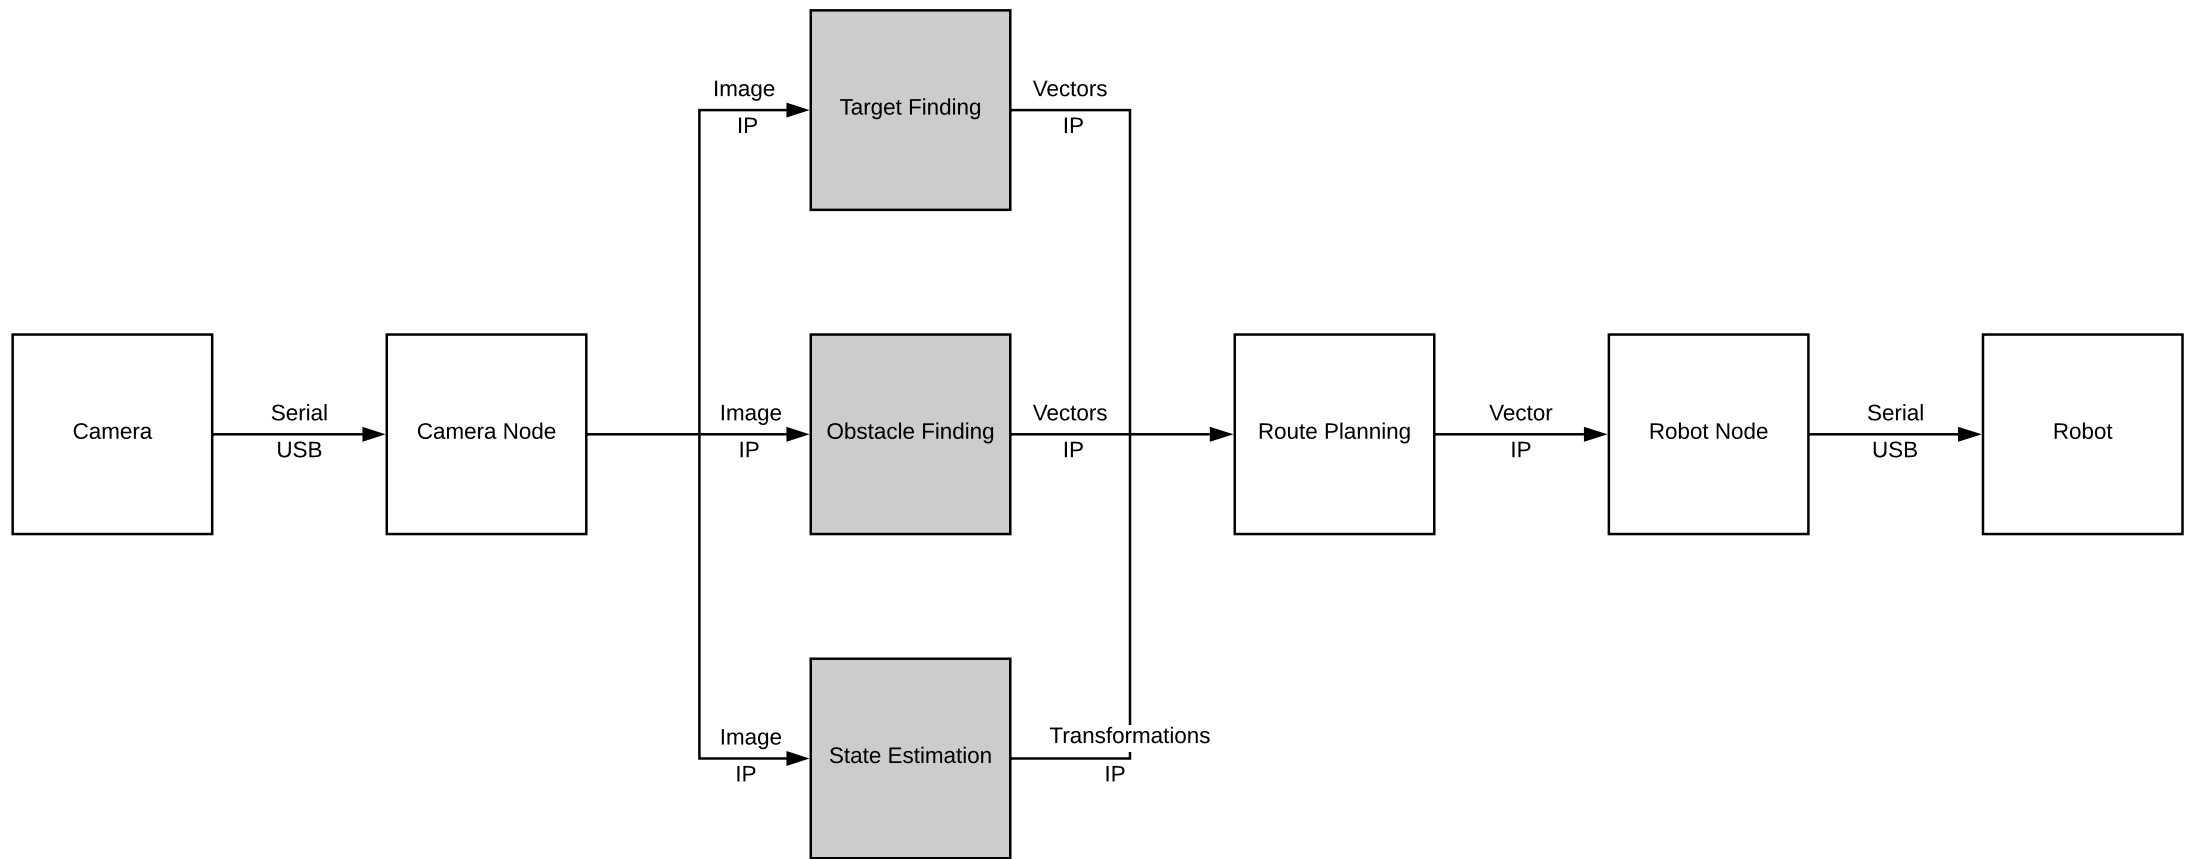 Image
IP
Target Finding
Vectors
IP
Camera
Serial
USB
Camera Node
Image
IP
Obstacle Finding
Vectors
IP
Route Planning
Vector
IP
Robot Node
Serial
USB
Robot
Image
IP
State Estimation
Transformations
IP